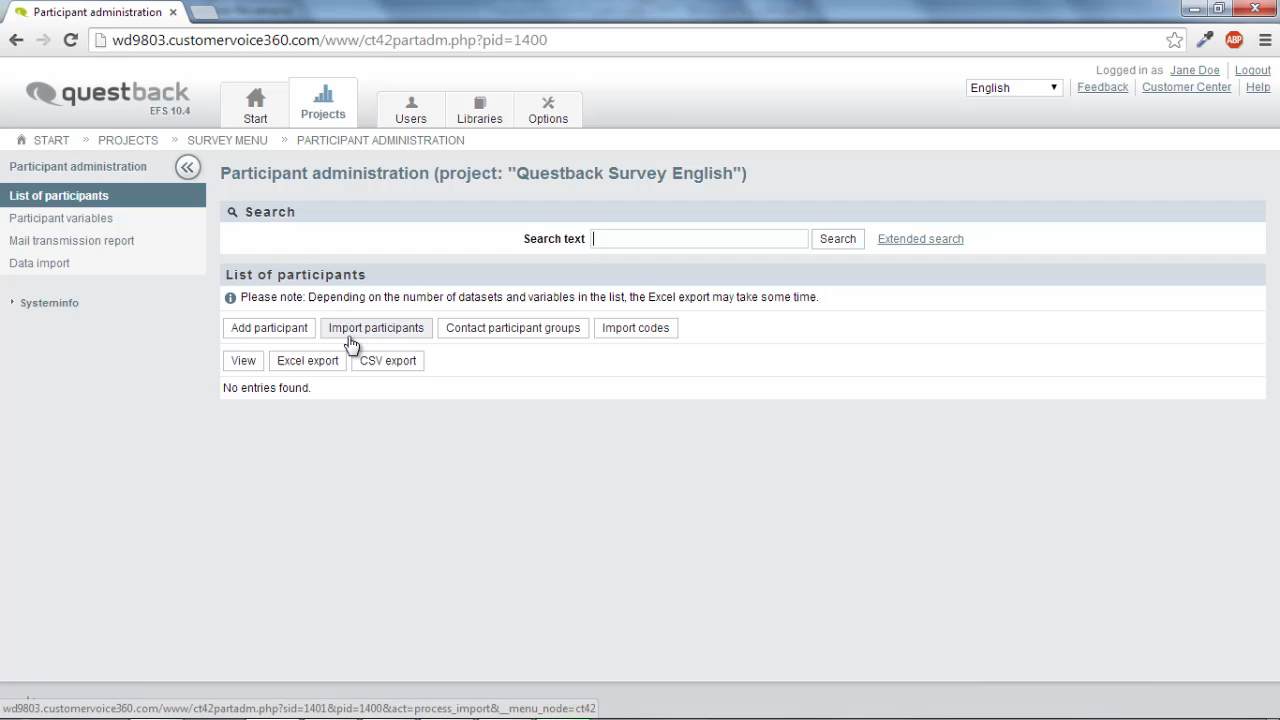 Participant administration ×
wd9803.customervoice360.com/www/ct42partadm.php?pid=1400
ABP
Logged in as Jane Doe Logout
English Feedback Customer Center Help
questback
EFS 10.4
Start Projects Users Libraries Options
START » PROJECTS » SURVEY MENU » PARTICIPANT ADMINISTRATION
Participant administration
List of participants
Participant variables
Mail transmission report
Data import
Systeminfo
Participant administration (project: "Questback Survey English")
Search
Search text Search Extended search
List of participants
Please note: Depending on the number of datasets and variables in the list, the Excel export may take some time.
Add participant Import participants Contact participant groups Import codes
View Excel export CSV export
No entries found.
wd9803.customervoice360.com/www/ct42partadm.php?sid=1401&pid=1400&act=process_import&__menu_node=ct42